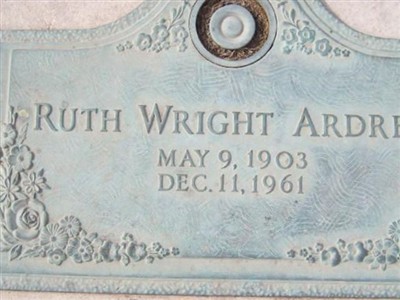 RUTH WRIGHT ARDRE
MAY 9, 1903
DEC. 11, 1961